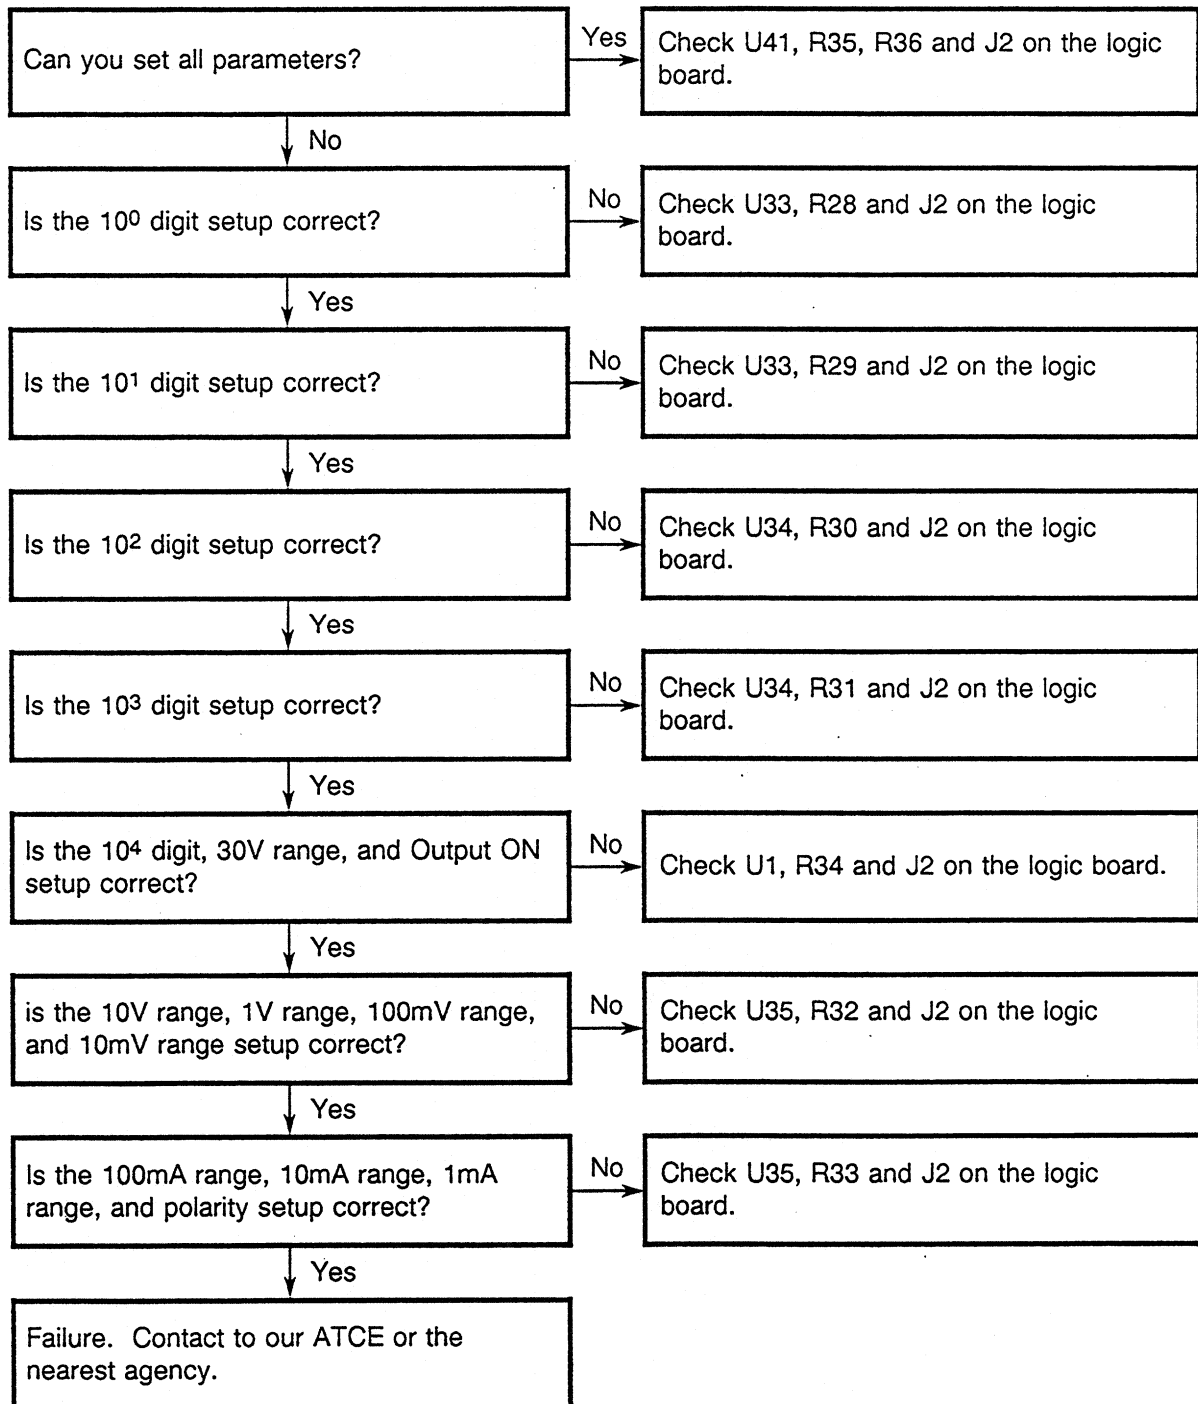 Can you set all parameters?
Yes
Check U41, R35, R36 and J2 on the logic
board.
No
Is the 10⁰ digit setup correct?
No
Check U33, R28 and J2 on the logic
board.
Yes
Is the 10¹ digit setup correct?
No
Check U33, R29 and J2 on the logic
board.
Yes
Is the 10² digit setup correct?
No
Check U34, R30 and J2 on the logic
board.
Yes
Is the 10³ digit setup correct?
No
Check U34, R31 and J2 on the logic
board.
Yes
Is the 10⁴ digit, 30V range, and Output ON
setup correct?
No
Check U1, R34 and J2 on the logic board.
Yes
is the 10V range, 1V range, 100mV range,
and 10mV range setup correct?
No
Check U35, R32 and J2 on the logic
board.
Yes
Is the 100mA range, 10mA range, 1mA
range, and polarity setup correct?
No
Check U35, R33 and J2 on the logic
board.
Yes
Failure. Contact to our ATCE or the
nearest agency.